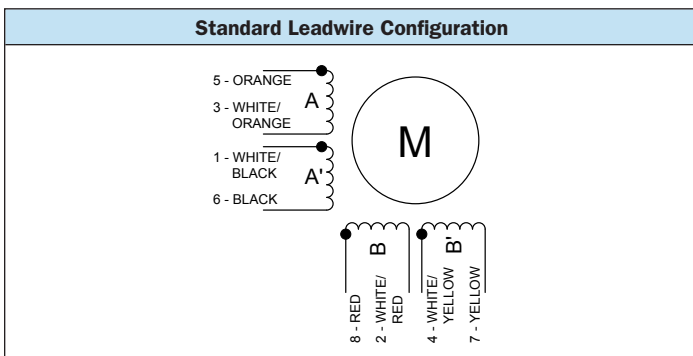 Standard Leadwire Configuration
5 - ORANGE
A
3 - WHITE/
ORANGE
1 - WHITE/
BLACK
A'
6 - BLACK
M
B
B'
8 - RED
2 - WHITE/
RED
4 - WHITE/
YELLOW
7 - YELLOW